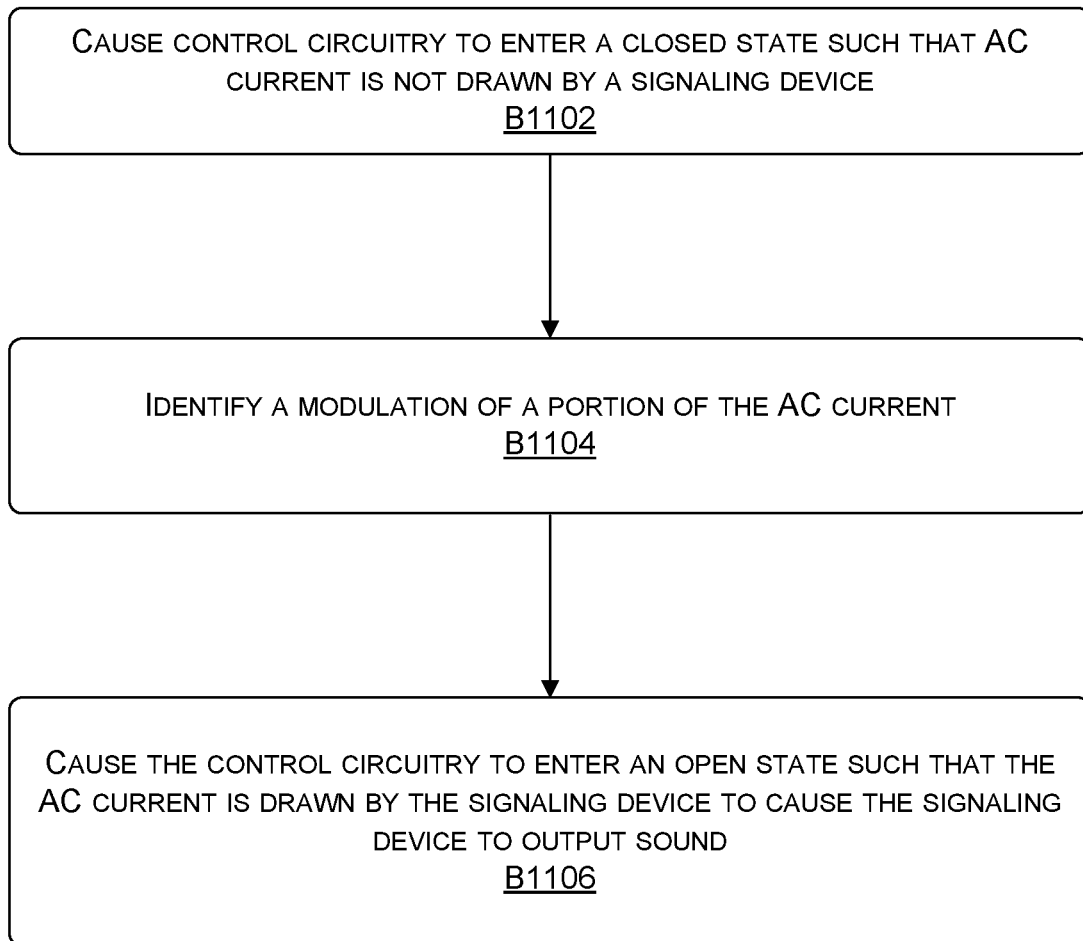 CAUSE CONTROL CIRCUITRY TO ENTER A CLOSED STATE SUCH THAT AC
CURRENT IS NOT DRAWN BY A SIGNALING DEVICE
B1102
IDENTIFY A MODULATION OF A PORTION OF THE AC CURRENT
B1104
CAUSE THE CONTROL CIRCUITRY TO ENTER AN OPEN STATE SUCH THAT THE
AC CURRENT IS DRAWN BY THE SIGNALING DEVICE TO CAUSE THE SIGNALING
DEVICE TO OUTPUT SOUND
B1106